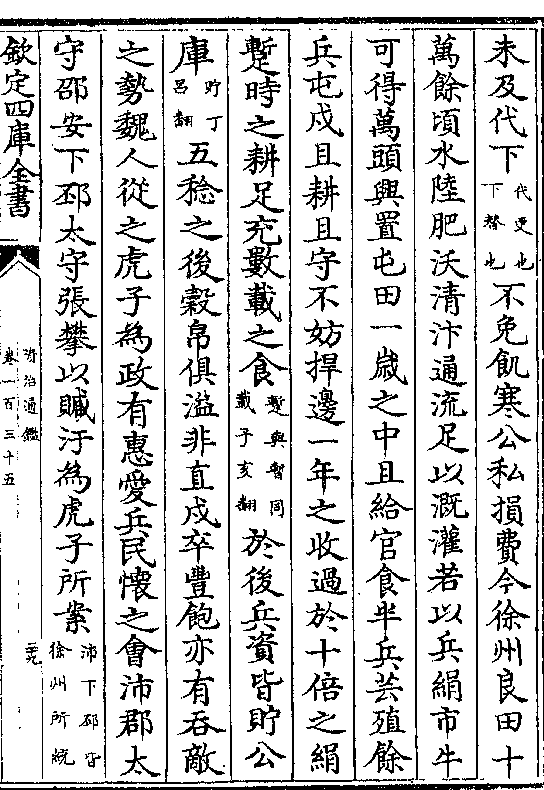 未及代下代更也下替也不免飢寒公私損費今徐州良田十
萬餘頃水陸肥沃清汴通流足以溉灌若以兵絹市牛
可得萬頭興置屯田一歲之中且給官食半兵芸殖餘
兵屯戍且耕且守不妨捍邊一年之收過於十倍之絹
蹔時之耕足充數載之食蹔與暫同載子亥翻於後兵資皆貯公
庫貯丁呂翻五稔之後穀帛俱溢非直戍卒豐飽亦有吞敵
之勢魏人從之虎子為政有惠愛兵民懷之會沛郡太
守邵安下邳太守張攀以贓汙為虎子所案沛下邳皆徐州所統
欽定四庫全書
資治通鑑
卷一百三十五